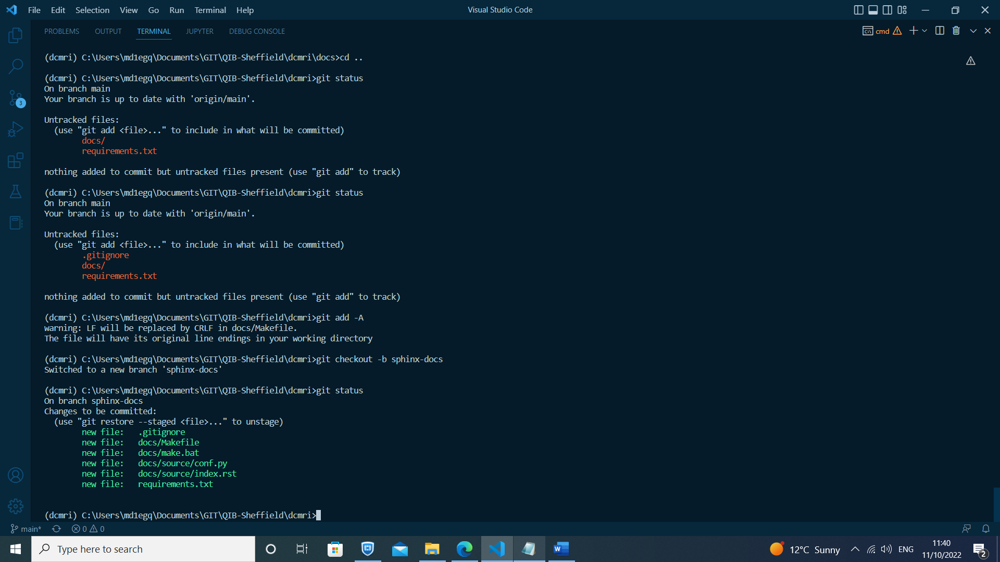 File Edit Selection View Go Run Terminal Help
Visual Studio Code
PROBLEMS OUTPUT TERMINAL JUPYTER DEBUG CONSOLE
cmd
(dcmri) C:\Users\md1egq\Documents\GIT\QIB-Sheffield\dcmri\docs>cd ..
(dcmri) C:\Users\md1egq\Documents\GIT\QIB-Sheffield\dcmri>git status
On branch main
Your branch is up to date with 'origin/main'.
Untracked files:
(use "git add <file>..." to include in what will be committed)
docs/
requirements.txt
nothing added to commit but untracked files present (use "git add" to track)
(dcmri) C:\Users\md1egq\Documents\GIT\QIB-Sheffield\dcmri>git status
On branch main
Your branch is up to date with 'origin/main'.
Untracked files:
(use "git add <file>..." to include in what will be committed)
.gitignore
docs/
requirements.txt
nothing added to commit but untracked files present (use "git add" to track)
(dcmri) C:\Users\md1egq\Documents\GIT\QIB-Sheffield\dcmri>git add -A
warning: LF will be replaced by CRLF in docs/Makefile.
The file will have its original line endings in your working directory
(dcmri) C:\Users\md1egq\Documents\GIT\QIB-Sheffield\dcmri>git checkout -b sphinx-docs
Switched to a new branch 'sphinx-docs'
(dcmri) C:\Users\md1egq\Documents\GIT\QIB-Sheffield\dcmri>git status
On branch sphinx-docs
Changes to be committed:
(use "git restore --staged <file>..." to unstage)
new file: .gitignore
new file: docs/Makefile
new file: docs/make.bat
new file: docs/source/conf.py
new file: docs/source/index.rst
new file: requirements.txt
(dcmri) C:\Users\md1egq\Documents\GIT\QIB-Sheffield\dcmri>
3
main* 0 0
Type here to search
W
12°C Sunny
ENG
11:40
11/10/2022
2